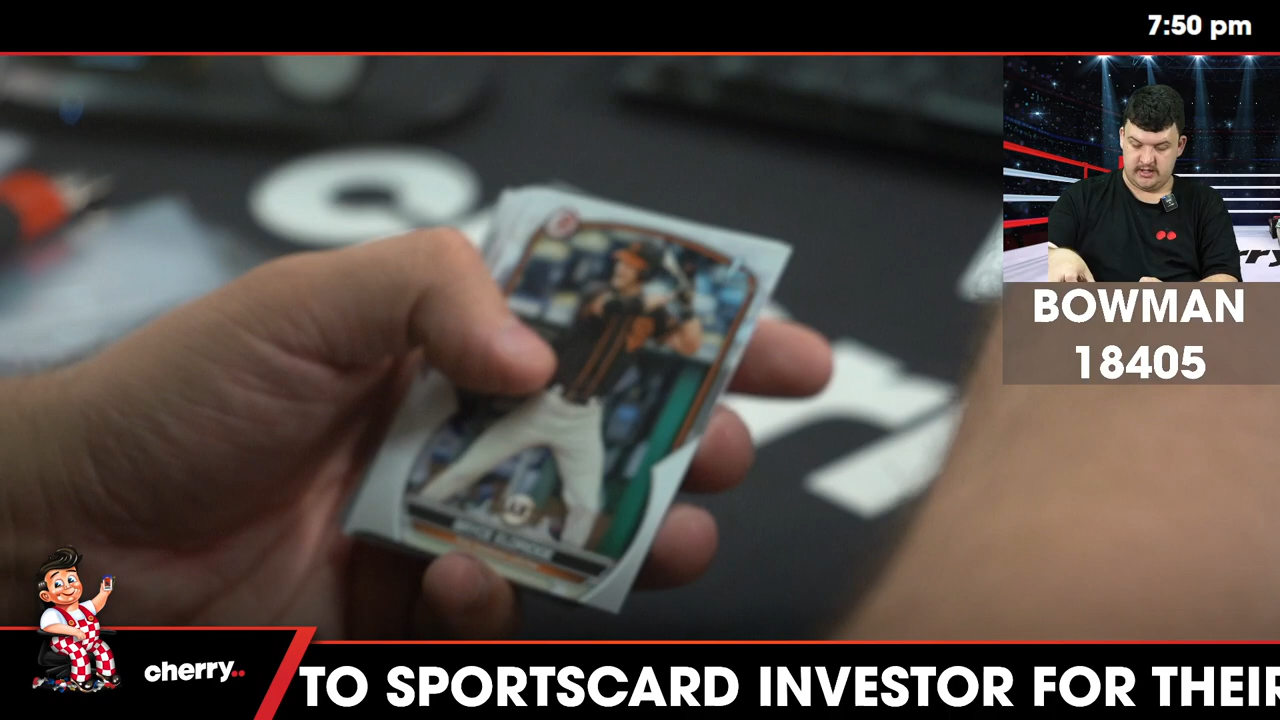 7:50 pm
BOWMAN
18405
cherry..
TO SPORTSCARD INVESTOR FOR THEIR